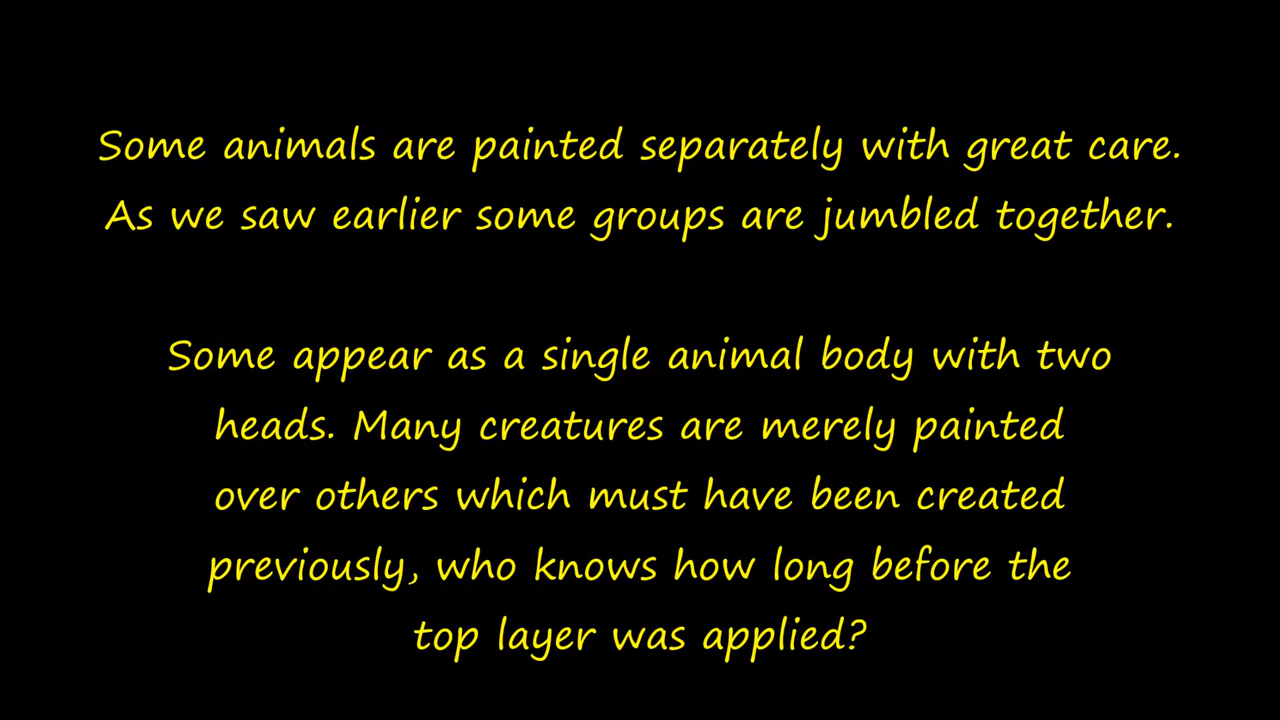 Some animals are painted separately with great care.
As we saw earlier some groups are jumbled together.
Some appear as a single animal body with two
heads. Many creatures are merely painted
over others which must have been created
previously, who knows how long before the
top layer was applied?